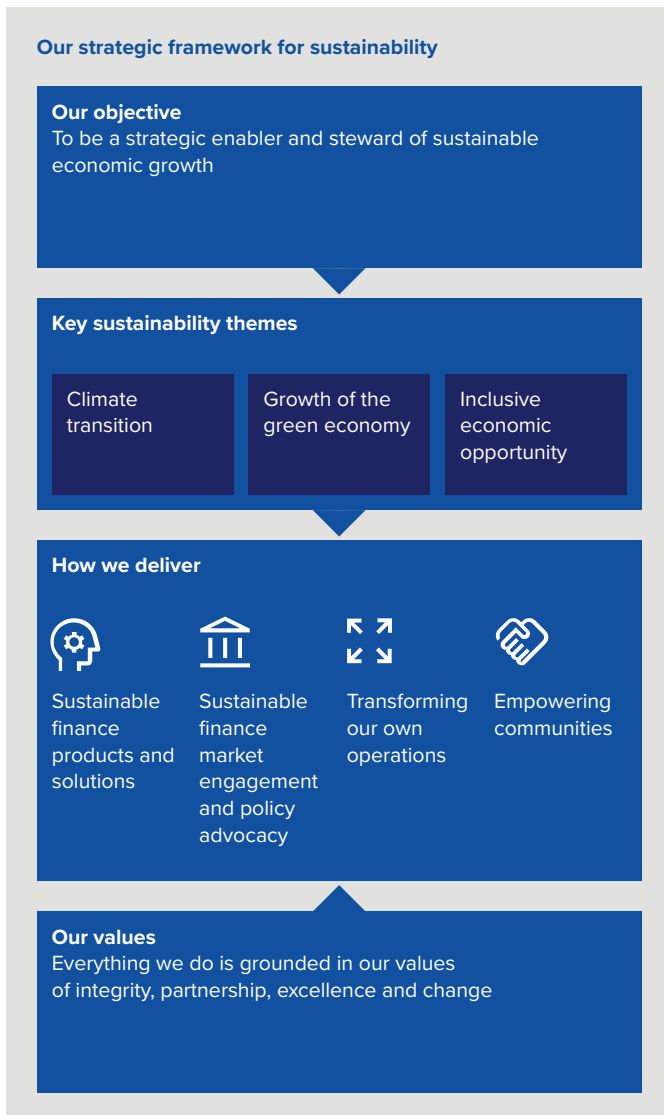 Our strategic framework for sustainability
Our objective
To be a strategic enabler and steward of sustainable
economic growth
Key sustainability themes
Climate
transition
Growth of the
green economy
Inclusive
economic
opportunity
How we deliver
Sustainable
finance
products and
solutions
Sustainable
finance
market
engagement
and policy
advocacy
Transforming
our own
operations
Empowering
communities
Our values
Everything we do is grounded in our values
of integrity, partnership, excellence and change